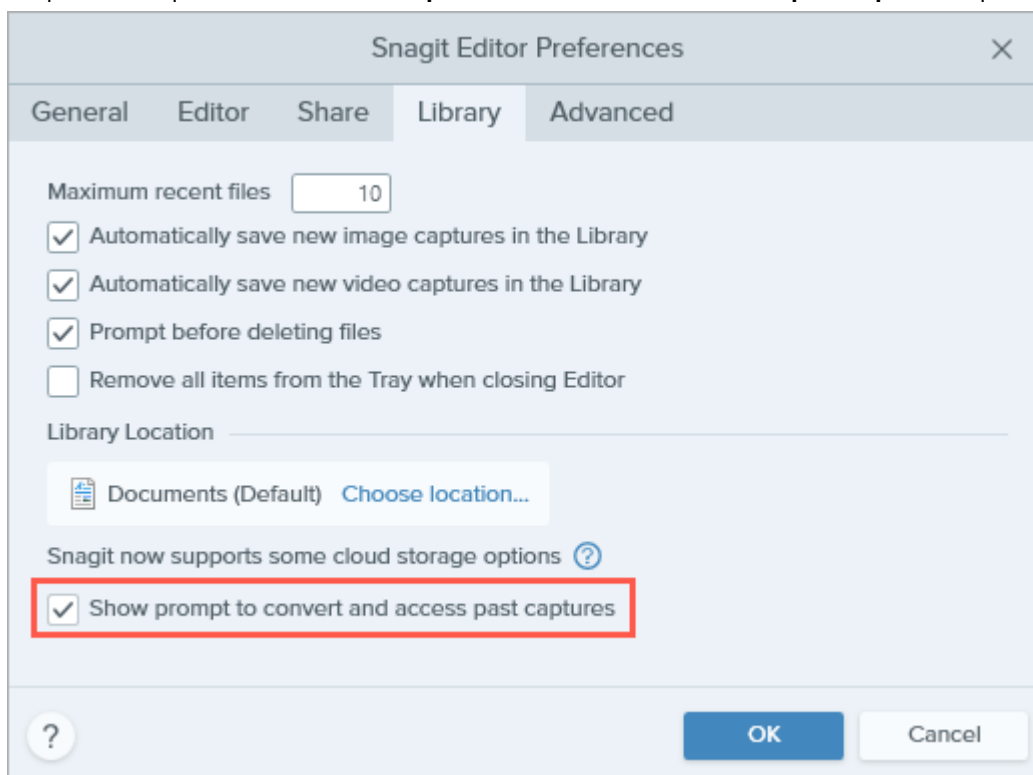 Snagit Editor Preferences
General Editor Share Library Advanced
Maximum recent files 10
Automatically save new image captures in the Library
Automatically save new video captures in the Library
Prompt before deleting files
Remove all items from the Tray when closing Editor
Library Location
Documents (Default) Choose location...
Snagit now supports some cloud storage options ?
Show prompt to convert and access past captures
? OK Cancel